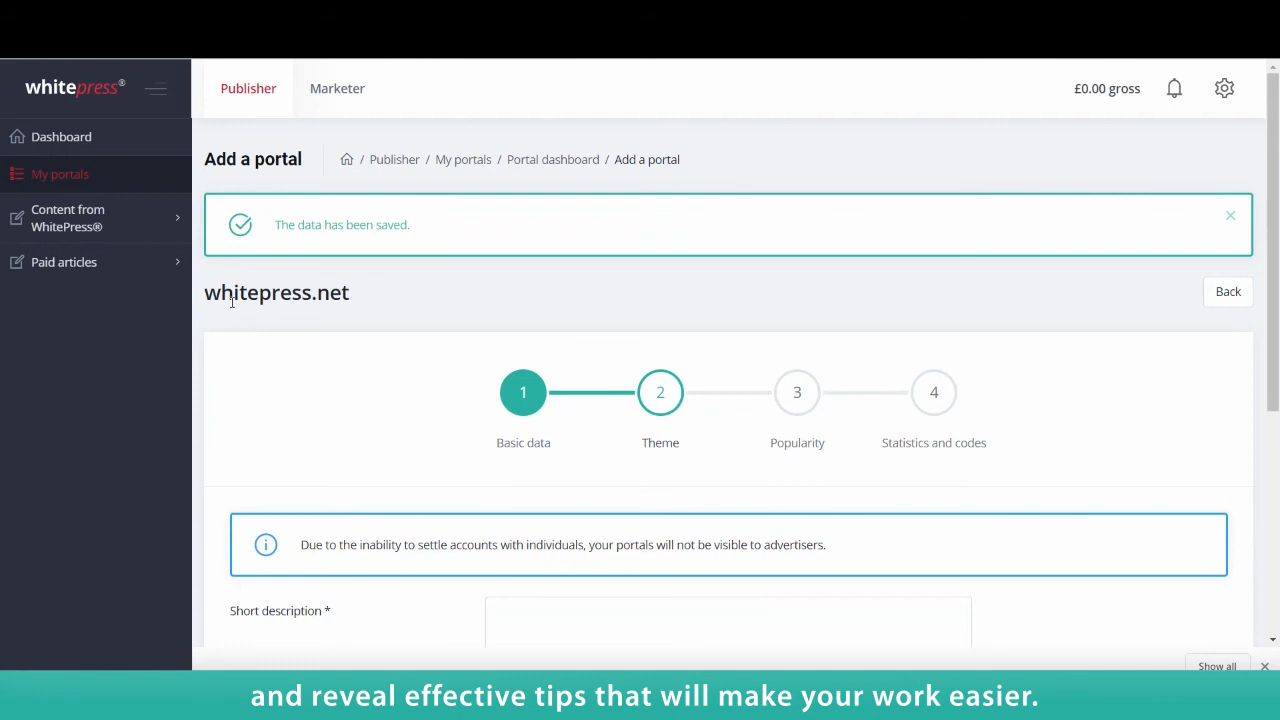 whitepress®
Publisher
Marketer
£0.00 gross
Dashboard
My portals
Content from
WhitePress®
Paid articles
Add a portal
/ Publisher / My portals / Portal dashboard / Add a portal
The data has been saved.
whitepress.net
Back
1
2
3
4
Basic data
Theme
Popularity
Statistics and codes
Due to the inability to settle accounts with individuals, your portals will not be visible to advertisers.
Short description *
Show all
and reveal effective tips that will make your work easier.